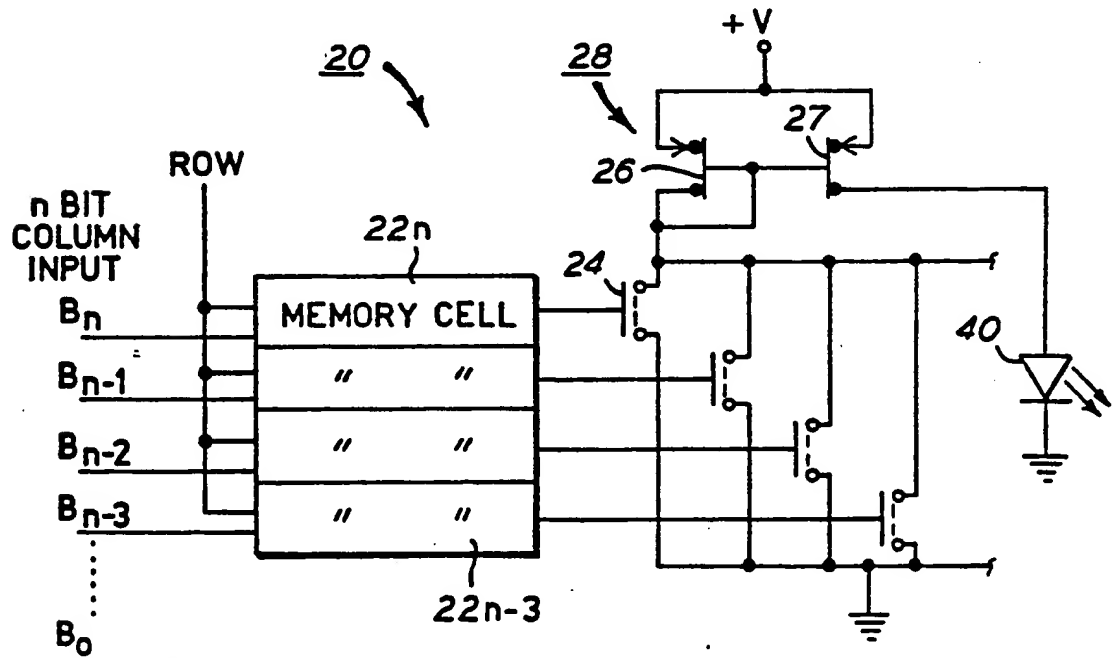 + V
20
28
27
ROW
26
n BIT
COLUMN
INPUT
22n
24
Bn
MEMORY CELL
40
Bn-1
" "
Bn-2
" "
Bn-3
" "
22n-3
Bo